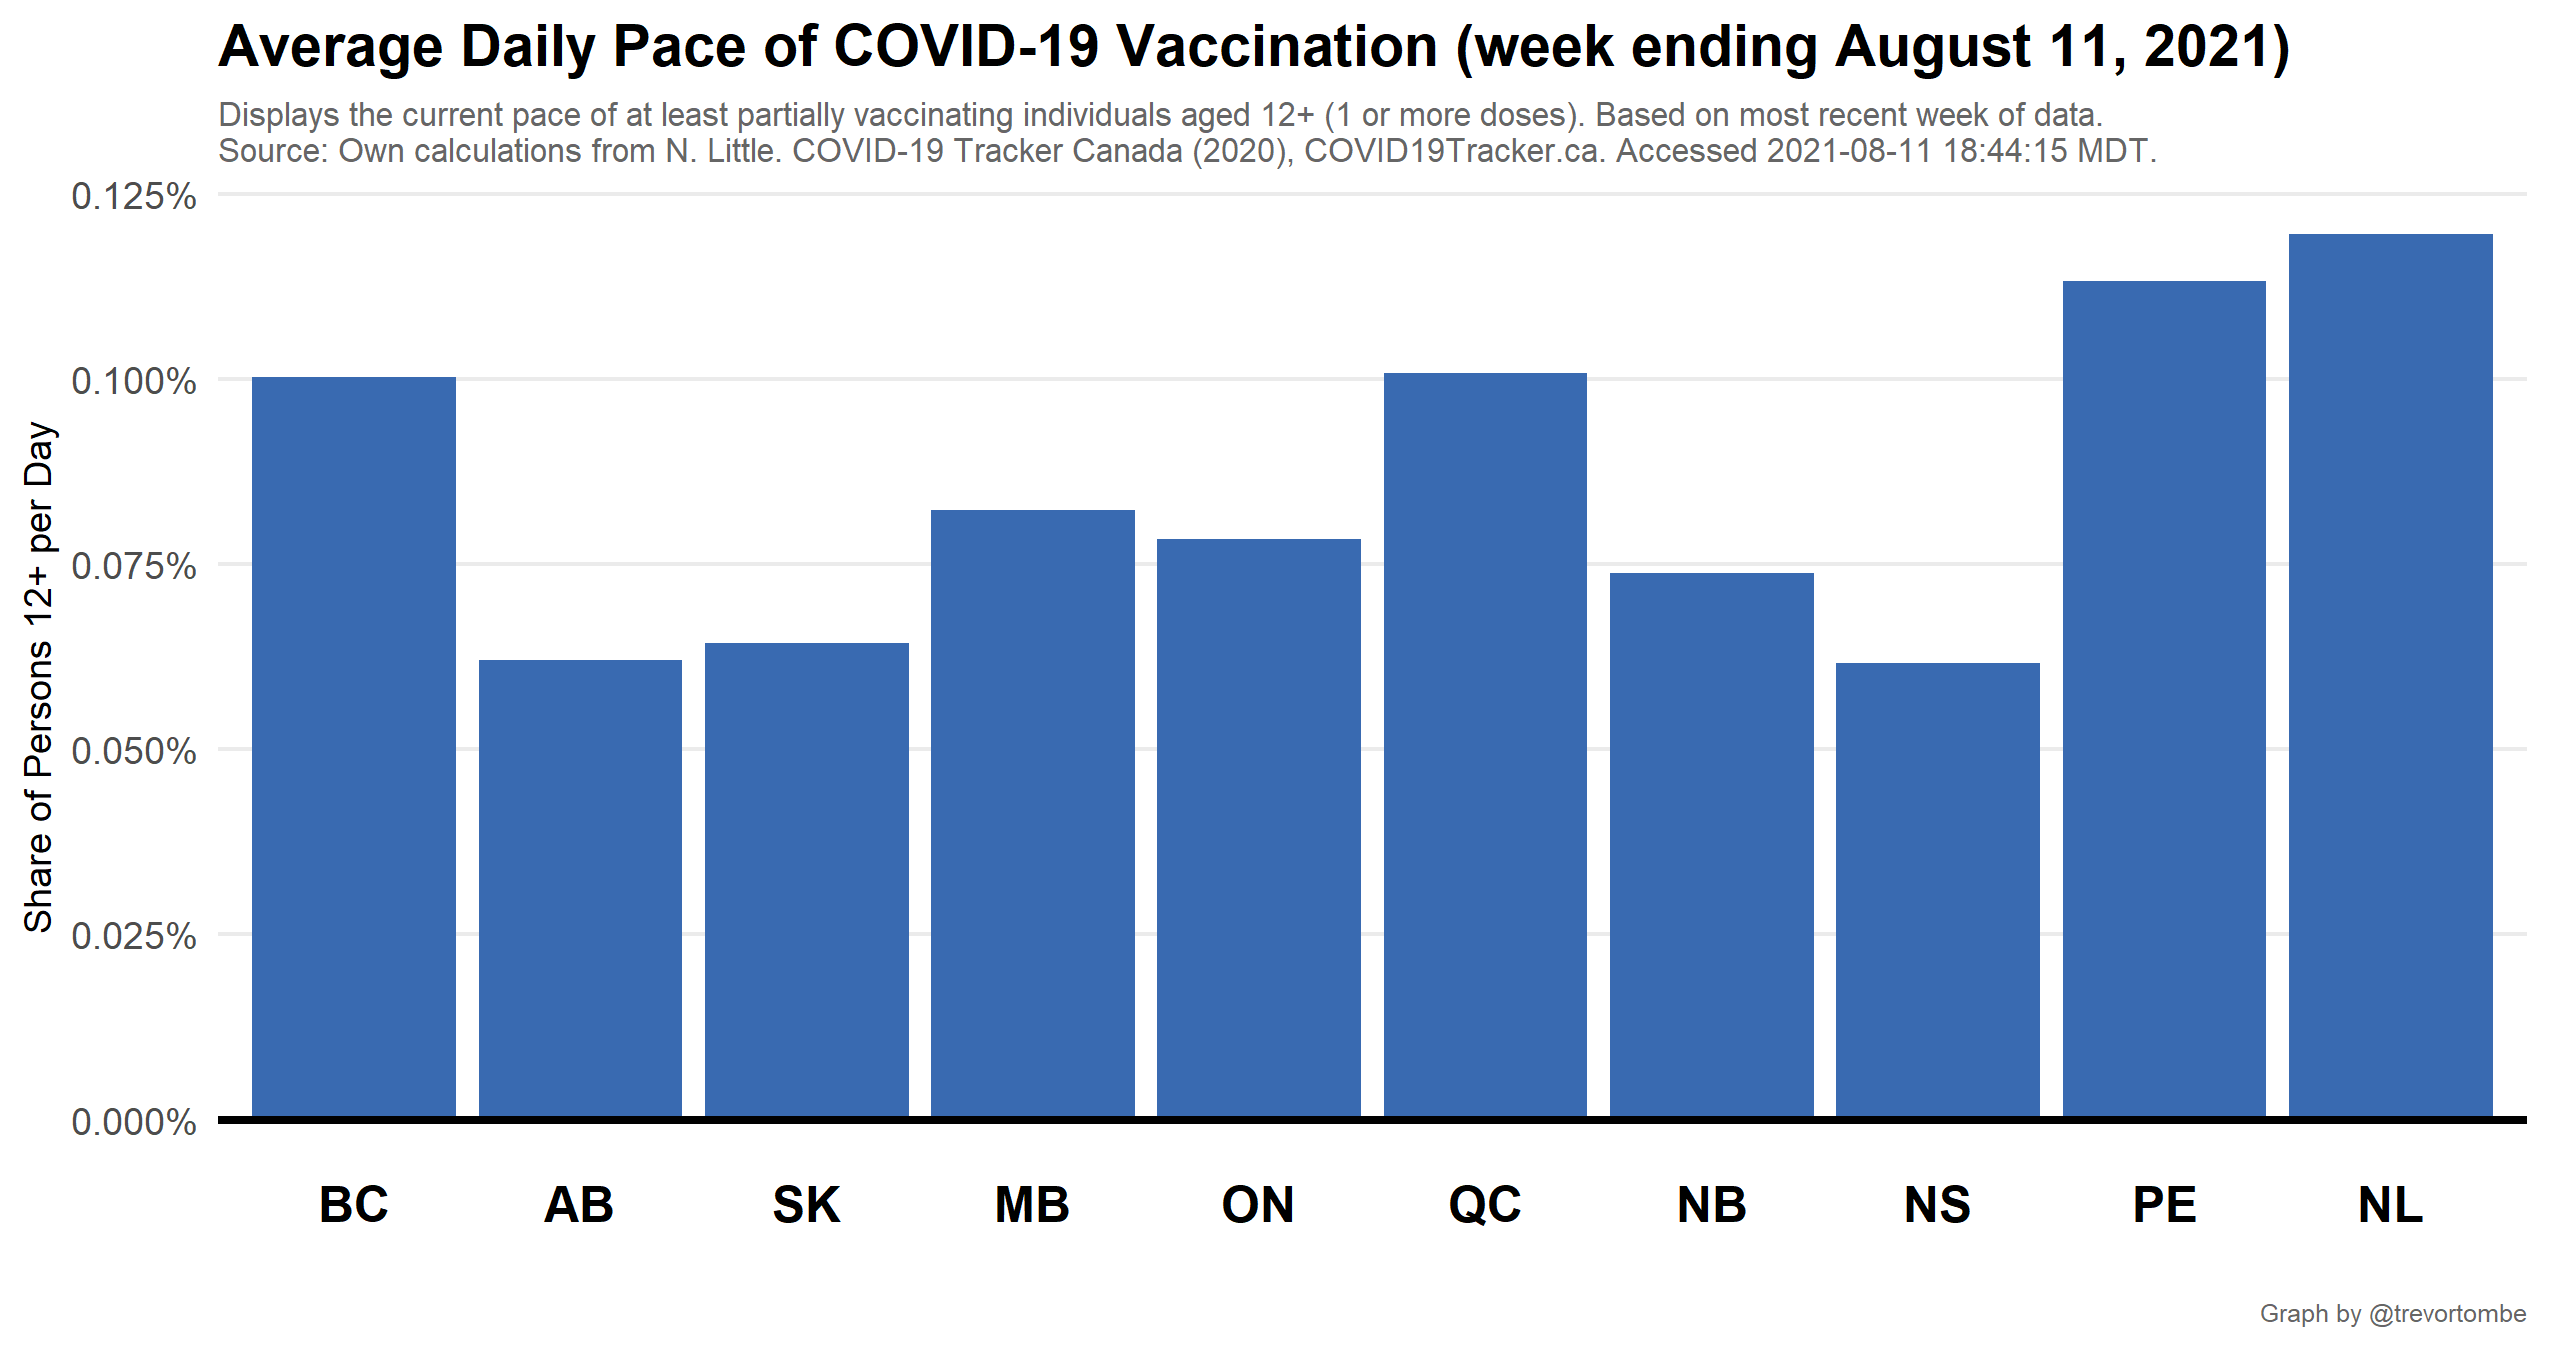 Average Daily Pace of COVID-19 Vaccination (week ending August 11, 2021)
Displays the current pace of at least partially vaccinating individuals aged 12+ (1 or more doses). Based on most recent week of data.
Source: Own calculations from N. Little. COVID-19 Tracker Canada (2020), COVID19Tracker.ca. Accessed 2021-08-11 18:44:15 MDT.
Share of Persons 12+ per Day
0.125%
0.100%
0.075%
0.050%
0.025%
0.000%
BC AB SK MB ON QC NB NS PE NL
Graph by @trevortombe